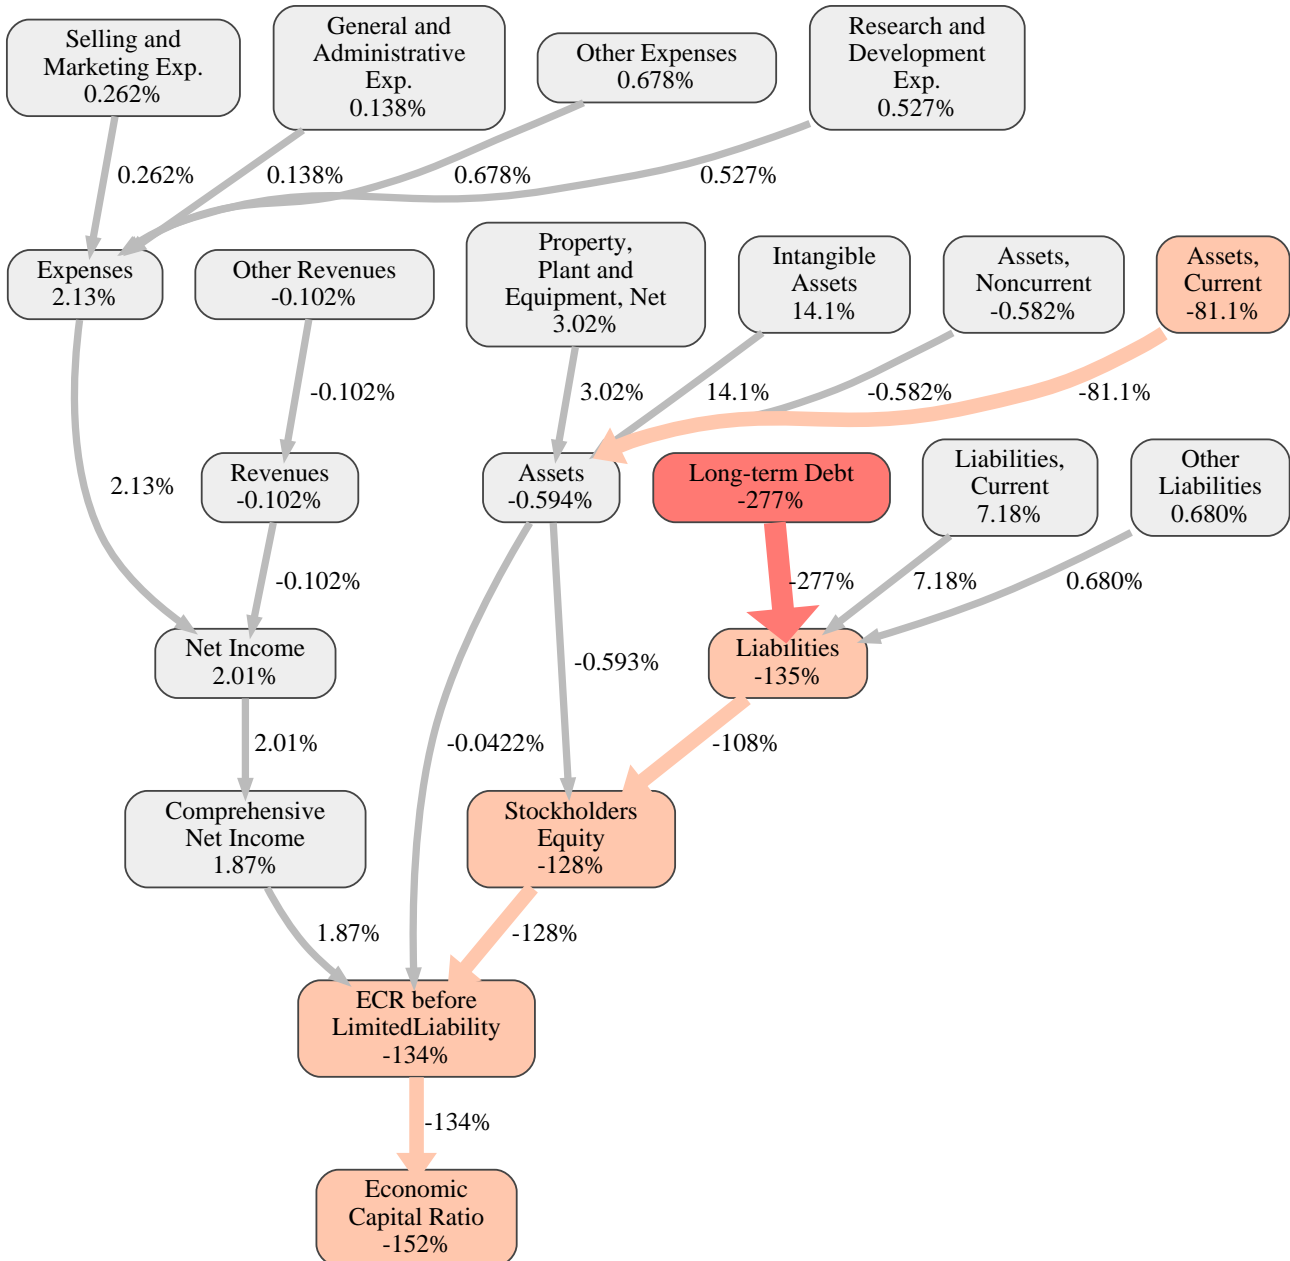 Selling and
Marketing Exp.
0.262%
General and
Administrative
Exp.
0.138%
Other Expenses
0.678%
Research and
Development
Exp.
0.527%
0.262%
0.138%
0.678%
0.527%
Expenses
2.13%
Other Revenues
-0.102%
Property,
Plant and
Equipment, Net
3.02%
Intangible
Assets
14.1%
Assets,
Noncurrent
-0.582%
Assets,
Current
-81.1%
-0.102%
3.02%
14.1%
-0.582%
-81.1%
2.13%
Revenues
-0.102%
Assets
-0.594%
Long-term Debt
-277%
Liabilities,
Current
7.18%
Other
Liabilities
0.680%
-0.102%
-277%
7.18%
0.680%
Net Income
2.01%
-0.593%
Liabilities
-135%
2.01%
-0.0422%
-108%
Comprehensive
Net Income
1.87%
Stockholders
Equity
-128%
1.87%
-128%
ECR before
LimitedLiability
-134%
-134%
Economic
Capital Ratio
-152%